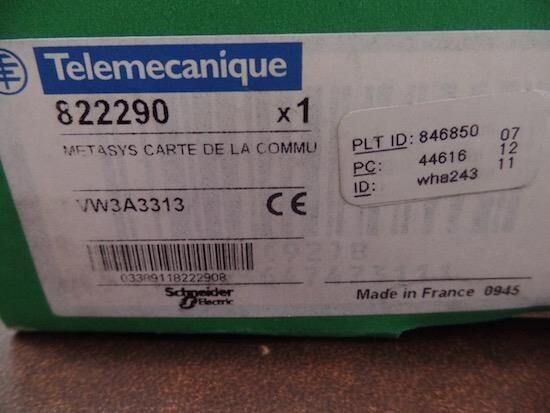 Telemecanique
822290 x1
METASYS CARTE DE LA COMMU
VW3A3313 CE
03389118222908
Schneider
Electric
Made in France 0945
PLT ID: 846850 07
PC: 44616 12
ID: wha243 11